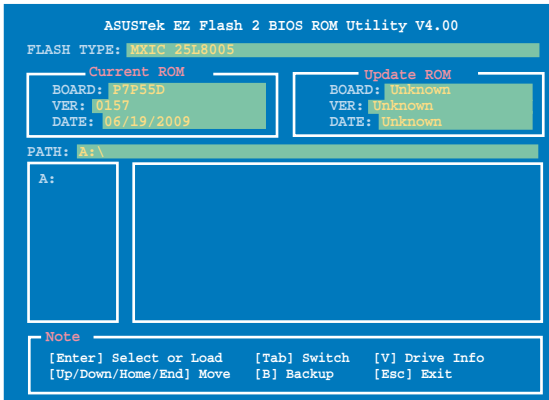 ASUSTek EZ Flash 2 BIOS ROM Utility V4.00
FLASH TYPE: MXIC 25L8005
Current ROM
BOARD: P7P55D
VER: 0157
DATE: 06/19/2009
Update ROM
BOARD: Unknown
VER: Unknown
DATE: Unknown
PATH: A:\
A:
Note
[Enter] Select or Load [Tab] Switch [V] Drive Info
[Up/Down/Home/End] Move [B] Backup [Esc] Exit